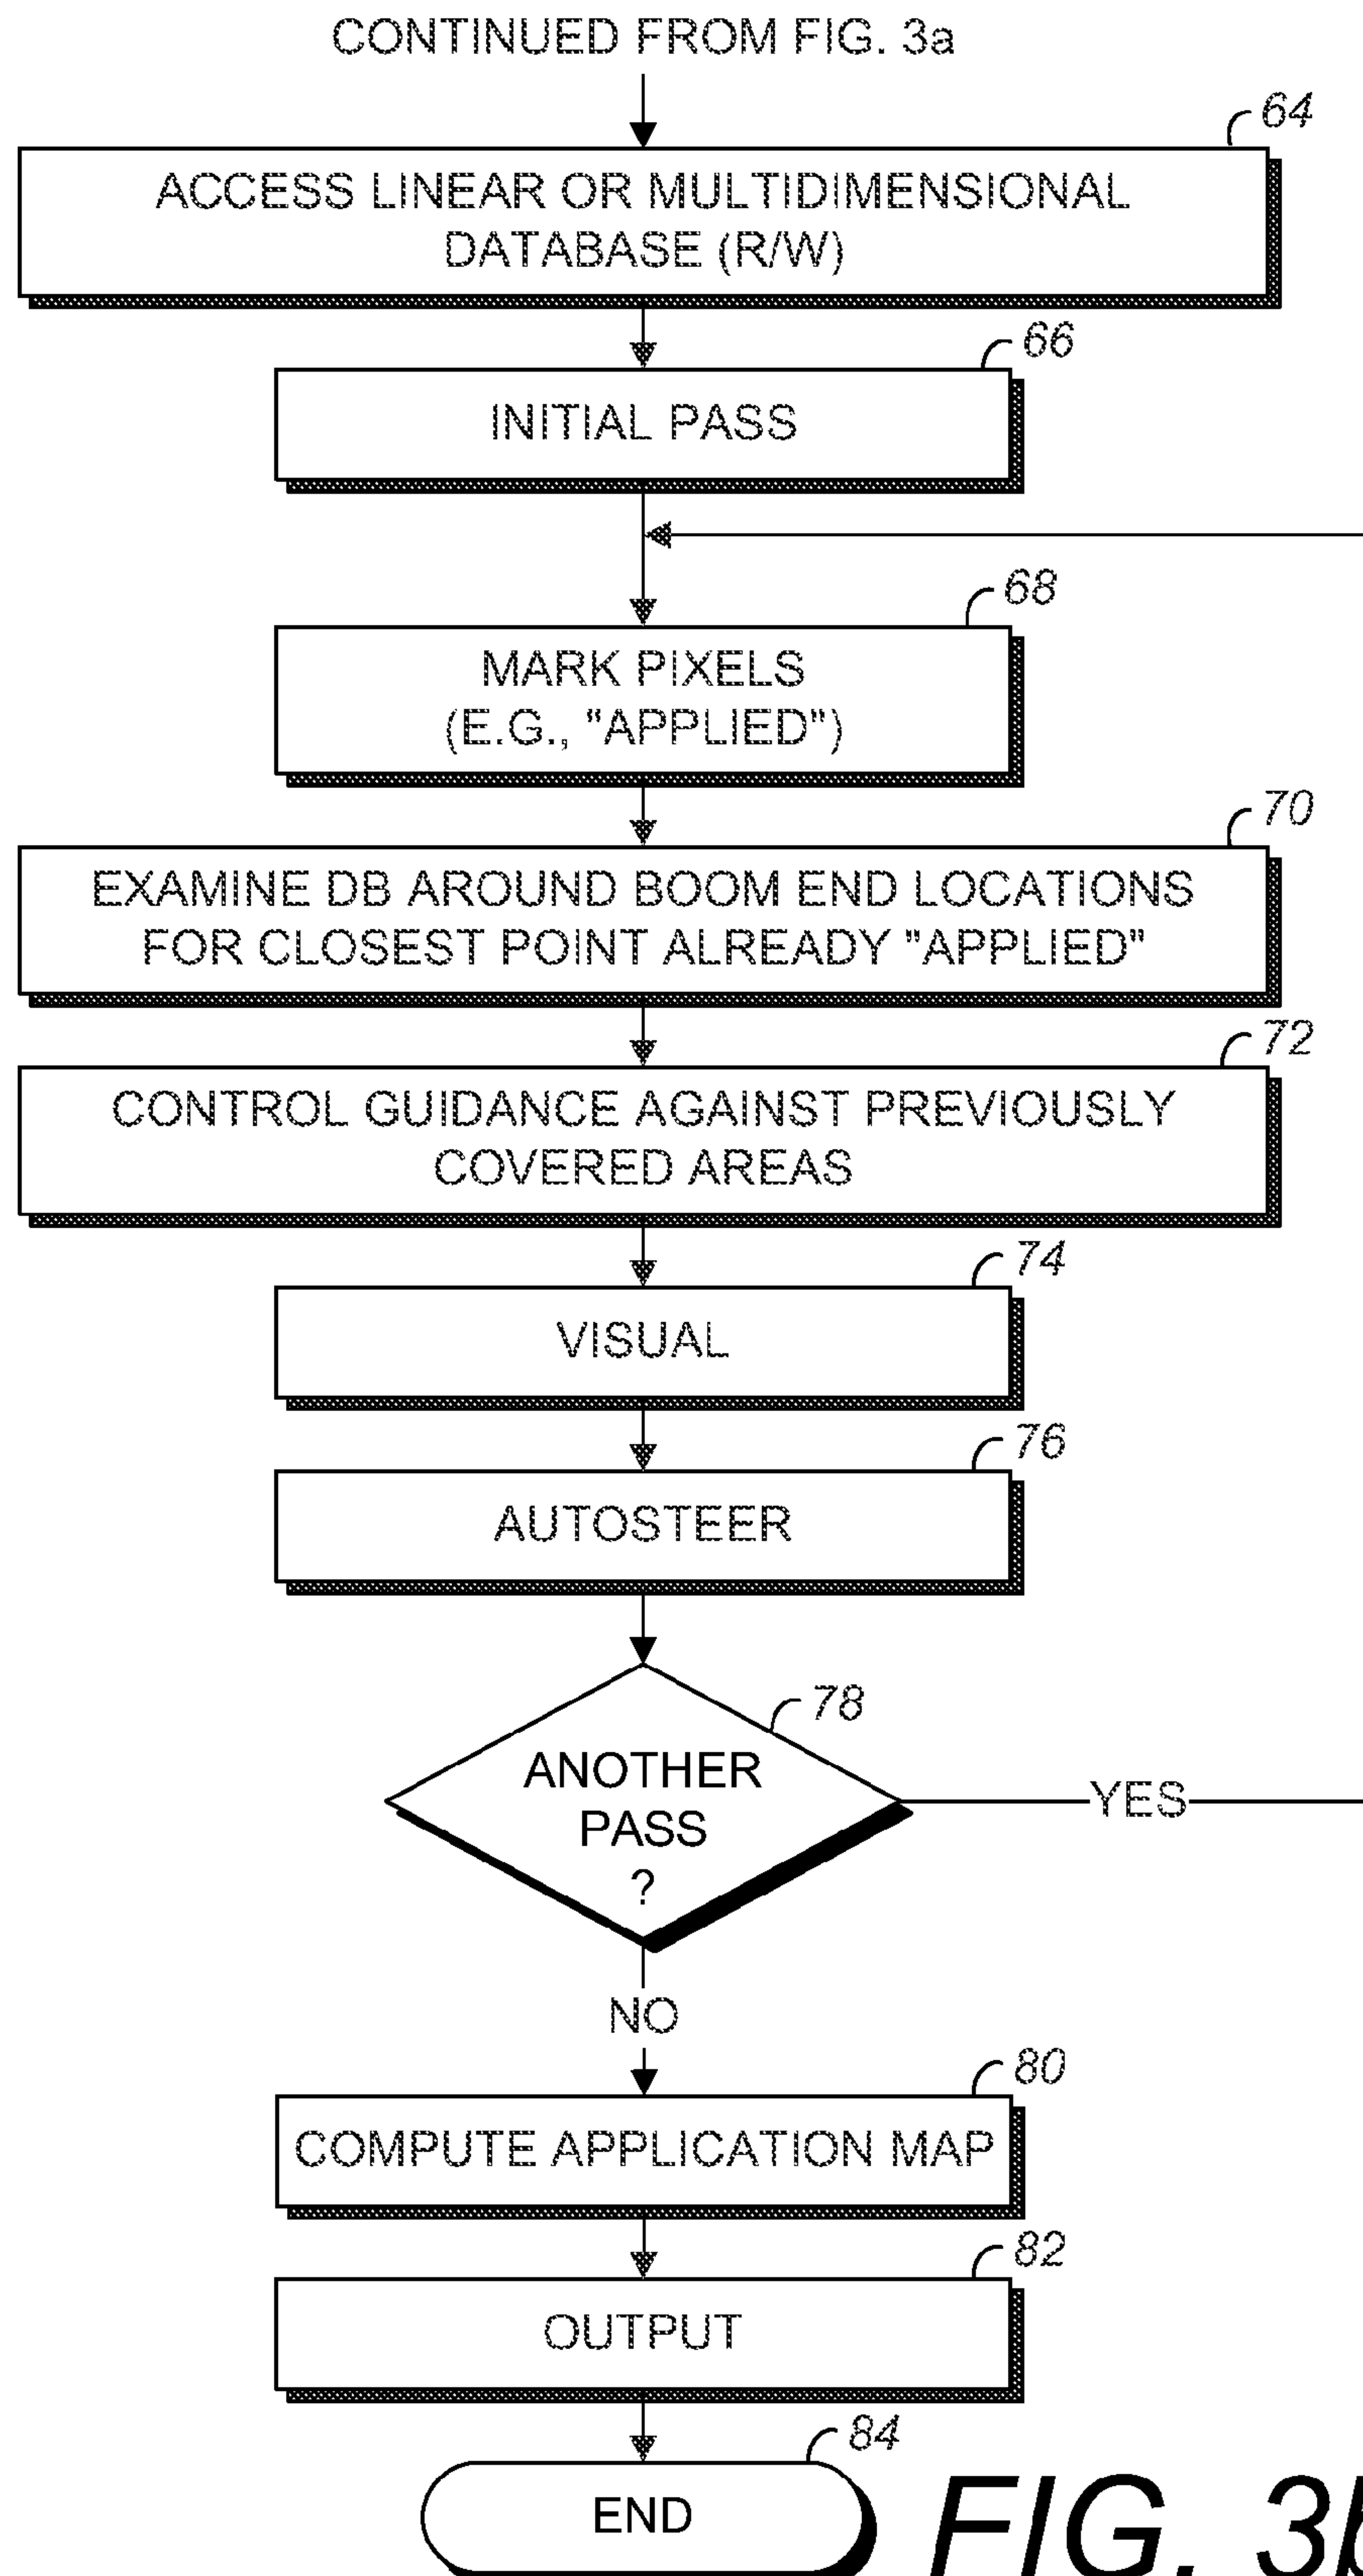 CONTINUED FROM FIG. 3a
64
ACCESS LINEAR OR MULTIDIMENSIONAL
DATABASE (R/W)
66
INITIAL PASS
68
MARK PIXELS
(E.G., "APPLIED")
70
EXAMINE DB AROUND BOOM END LOCATIONS
FOR CLOSEST POINT ALREADY "APPLIED"
72
CONTROL GUIDANCE AGAINST PREVIOUSLY
COVERED AREAS
74
VISUAL
76
AUTOSTEER
78
ANOTHER
PASS
?
YES
NO
80
COMPUTE APPLICATION MAP
82
OUTPUT
84
END
FIG. 3b